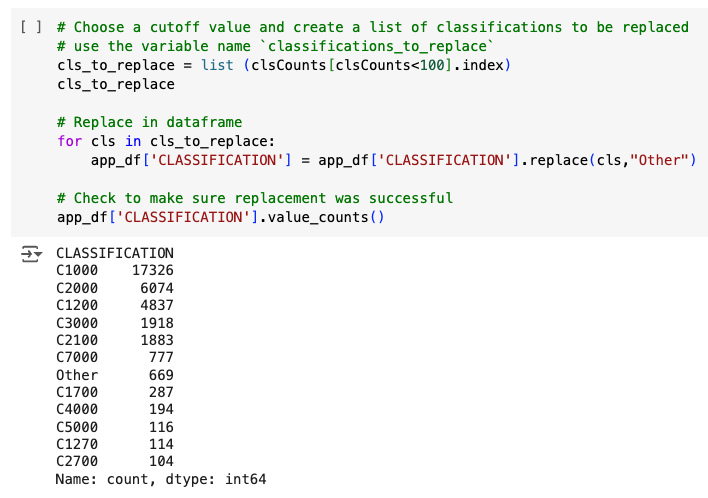 [ ] # Choose a cutoff value and create a list of classifications to be replaced
# use the variable name `classifications_to_replace`
cls_to_replace = list (clsCounts[clsCounts<100].index)
cls_to_replace

# Replace in dataframe
for cls in cls_to_replace:
    app_df['CLASSIFICATION'] = app_df['CLASSIFICATION'].replace(cls,"Other")

# Check to make sure replacement was successful
app_df['CLASSIFICATION'].value_counts()

CLASSIFICATION
C1000    17326
C2000     6074
C1200     4837
C3000     1918
C2100     1883
C7000      777
Other      669
C1700      287
C4000      194
C5000      116
C1270      114
C2700      104
Name: count, dtype: int64